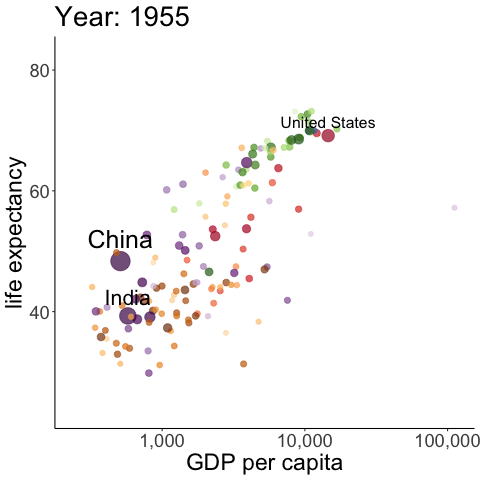 Year: 1955
80
60
40
life expectancy
United States
China
India
1,000
10,000
100,000
GDP per capita